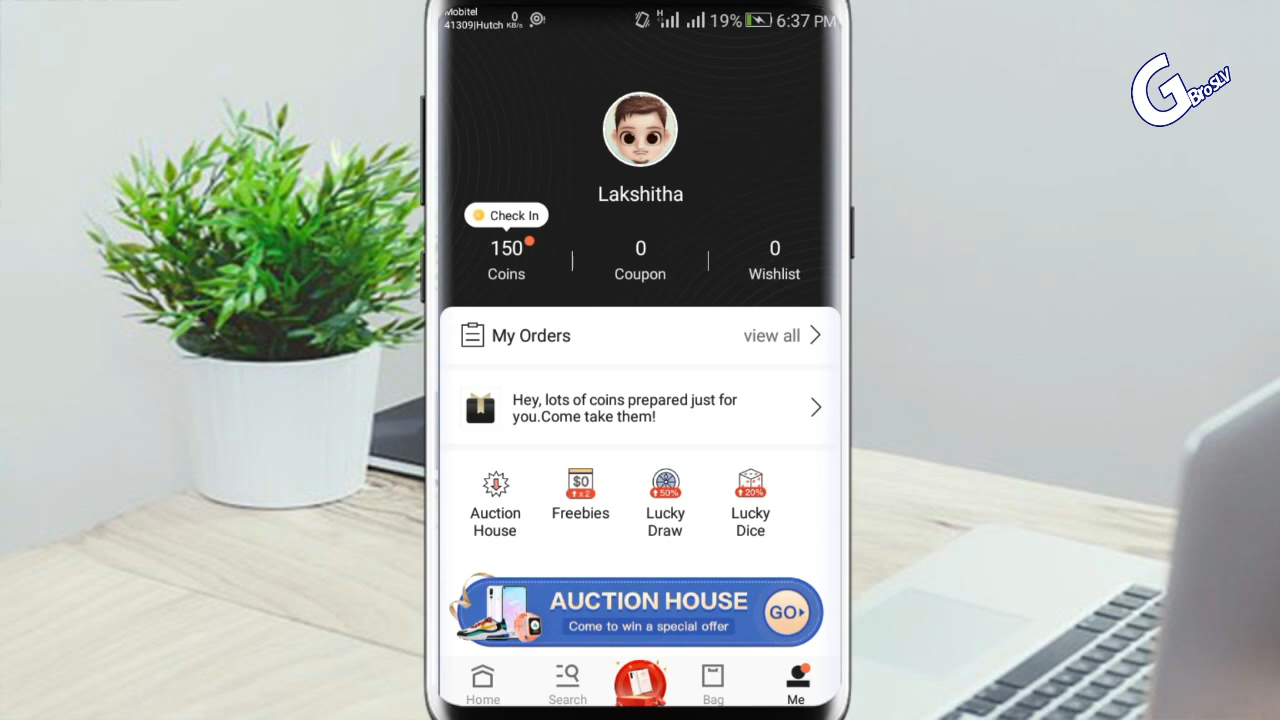 Mobitel
41309|Hutch
0
KB/s
H
19%
6:37 PM
G BrosLV
Lakshitha
Check In
150
0
0
Coins
Coupon
Wishlist
My Orders
view all
Hey, lots of coins prepared just for
you.Come take them!
$0
x2
50%
20%
Auction
House
Freebies
Lucky
Draw
Lucky
Dice
AUCTION HOUSE
Come to win a special offer
GO
Home
Search
Bag
Me